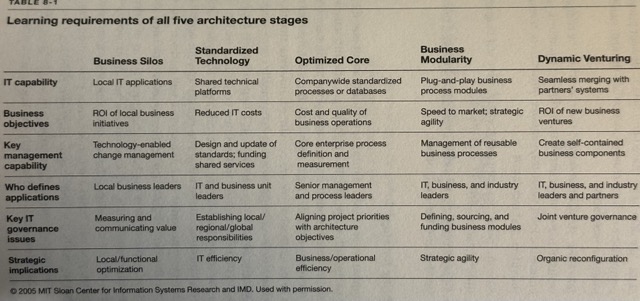 TABLE 8-1
Learning requirements of all five architecture stages
Business Silos
Standardized
Technology
Optimized Core
Business
Modularity
Dynamic Venturing
IT capability
Local IT applications
Shared technical
platforms
Companywide standardized
processes or databases
Plug-and-play business
process modules
Seamless merging with
partners' systems
Business
objectives
ROI of local business
initiatives
Reduced IT costs
Cost and quality of
business operations
Speed to market; strategic
agility
ROI of new business
ventures
Key
management
capability
Technology-enabled
change management
Design and update of
standards; funding
shared services
Core enterprise process
definition and
measurement
Management of reusable
business processes
Create self-contained
business components
Who defines
applications
Local business leaders
IT and business unit
leaders
Senior management
and process leaders
IT, business, and industry
leaders
IT, business, and industry
leaders and partners
Key IT
governance
issues
Measuring and
communicating value
Establishing local/
regional/global
responsibilities
Aligning project priorities
with architecture
objectives
Defining, sourcing, and
funding business modules
Joint venture governance
Strategic
implications
Local/functional
optimization
IT efficiency
Business/operational
efficiency
Strategic agility
Organic reconfiguration
© 2005 MIT Sloan Center for Information Systems Research and IMD. Used with permission.